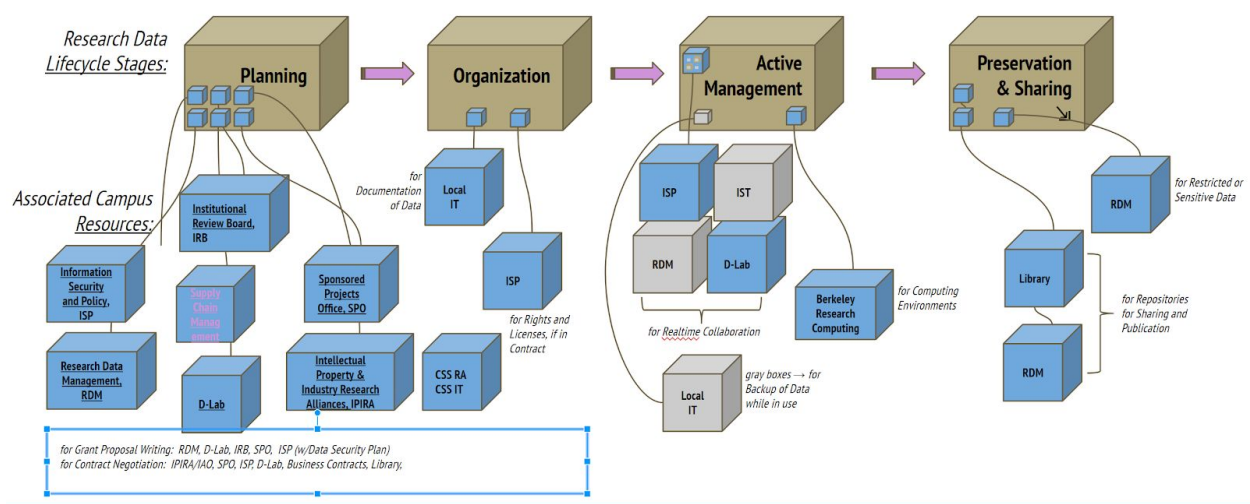 Research Data
Lifecycle Stages:
Planning
Organization
Active
Management
Preservation
& Sharing
Associated Campus
Resources:
Institutional
Review Board,
IRB
Information
Security
and Policy,
ISP
Supply
Chain
Manag
ement
Sponsored
Projects
Office, SPO
Research Data
Management,
RDM
D-Lab
Intellectual
Property &
Industry Research
Alliances, IPIRA
CSS RA
CSS IT
for
Documentation
of Data
Local
IT
ISP
for Rights and
Licenses, if in
Contract
ISP
IST
RDM
D-Lab
for Realtime Collaboration
Berkeley
Research
Computing
for Computing
Environments
Local
IT
gray boxes → for
Backup of Data
while in use
RDM
for Restricted or
Sensitive Data
Library
RDM
for Repositories
for Sharing and
Publication
for Grant Proposal Writing: RDM, D-Lab, IRB, SPO, ISP (w/Data Security Plan)
for Contract Negotiation: IPIRA/IAO, SPO, ISP, D-Lab, Business Contracts, Library,